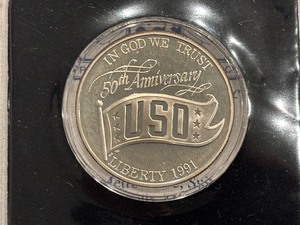 IN GOD WE TRUST
50th Anniversary
USO
LIBERTY 1991